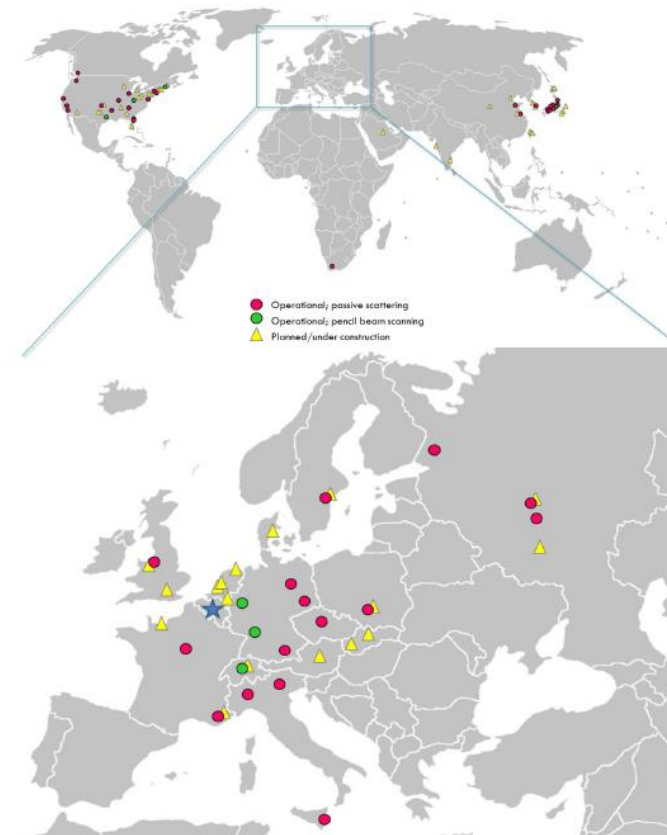 Operational; passive scattering
Operational; pencil beam scanning
Planned/under construction